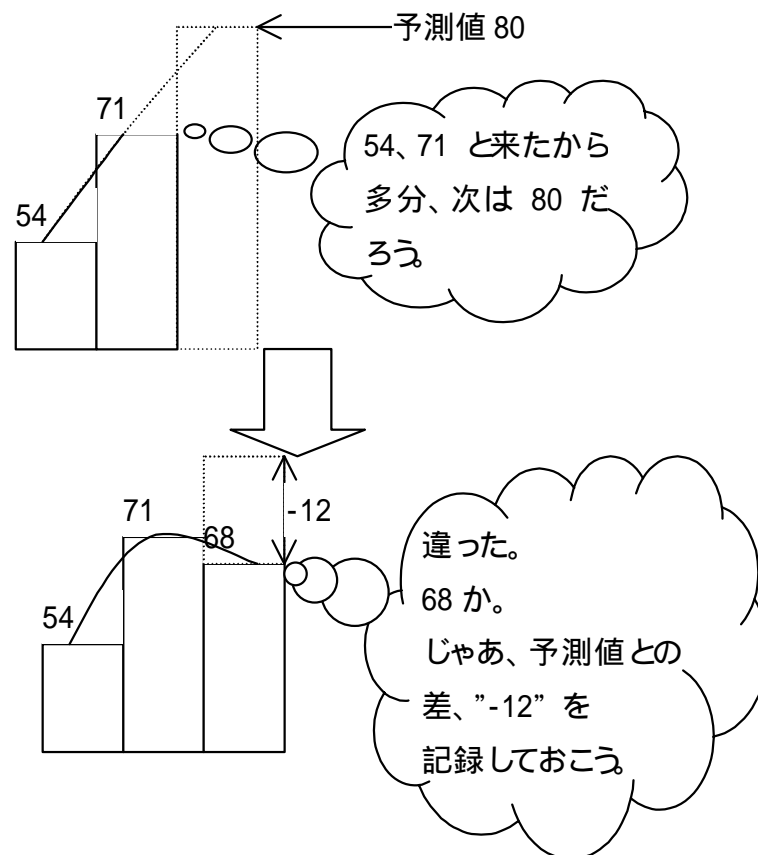 予測値 80
71
54
54、71 と来たから
多分、次は 80 だ
ろう。
-12
71
68
54
違った。
68 か。
じゃあ、予測値との
差、”-12” を
記録しておこう。